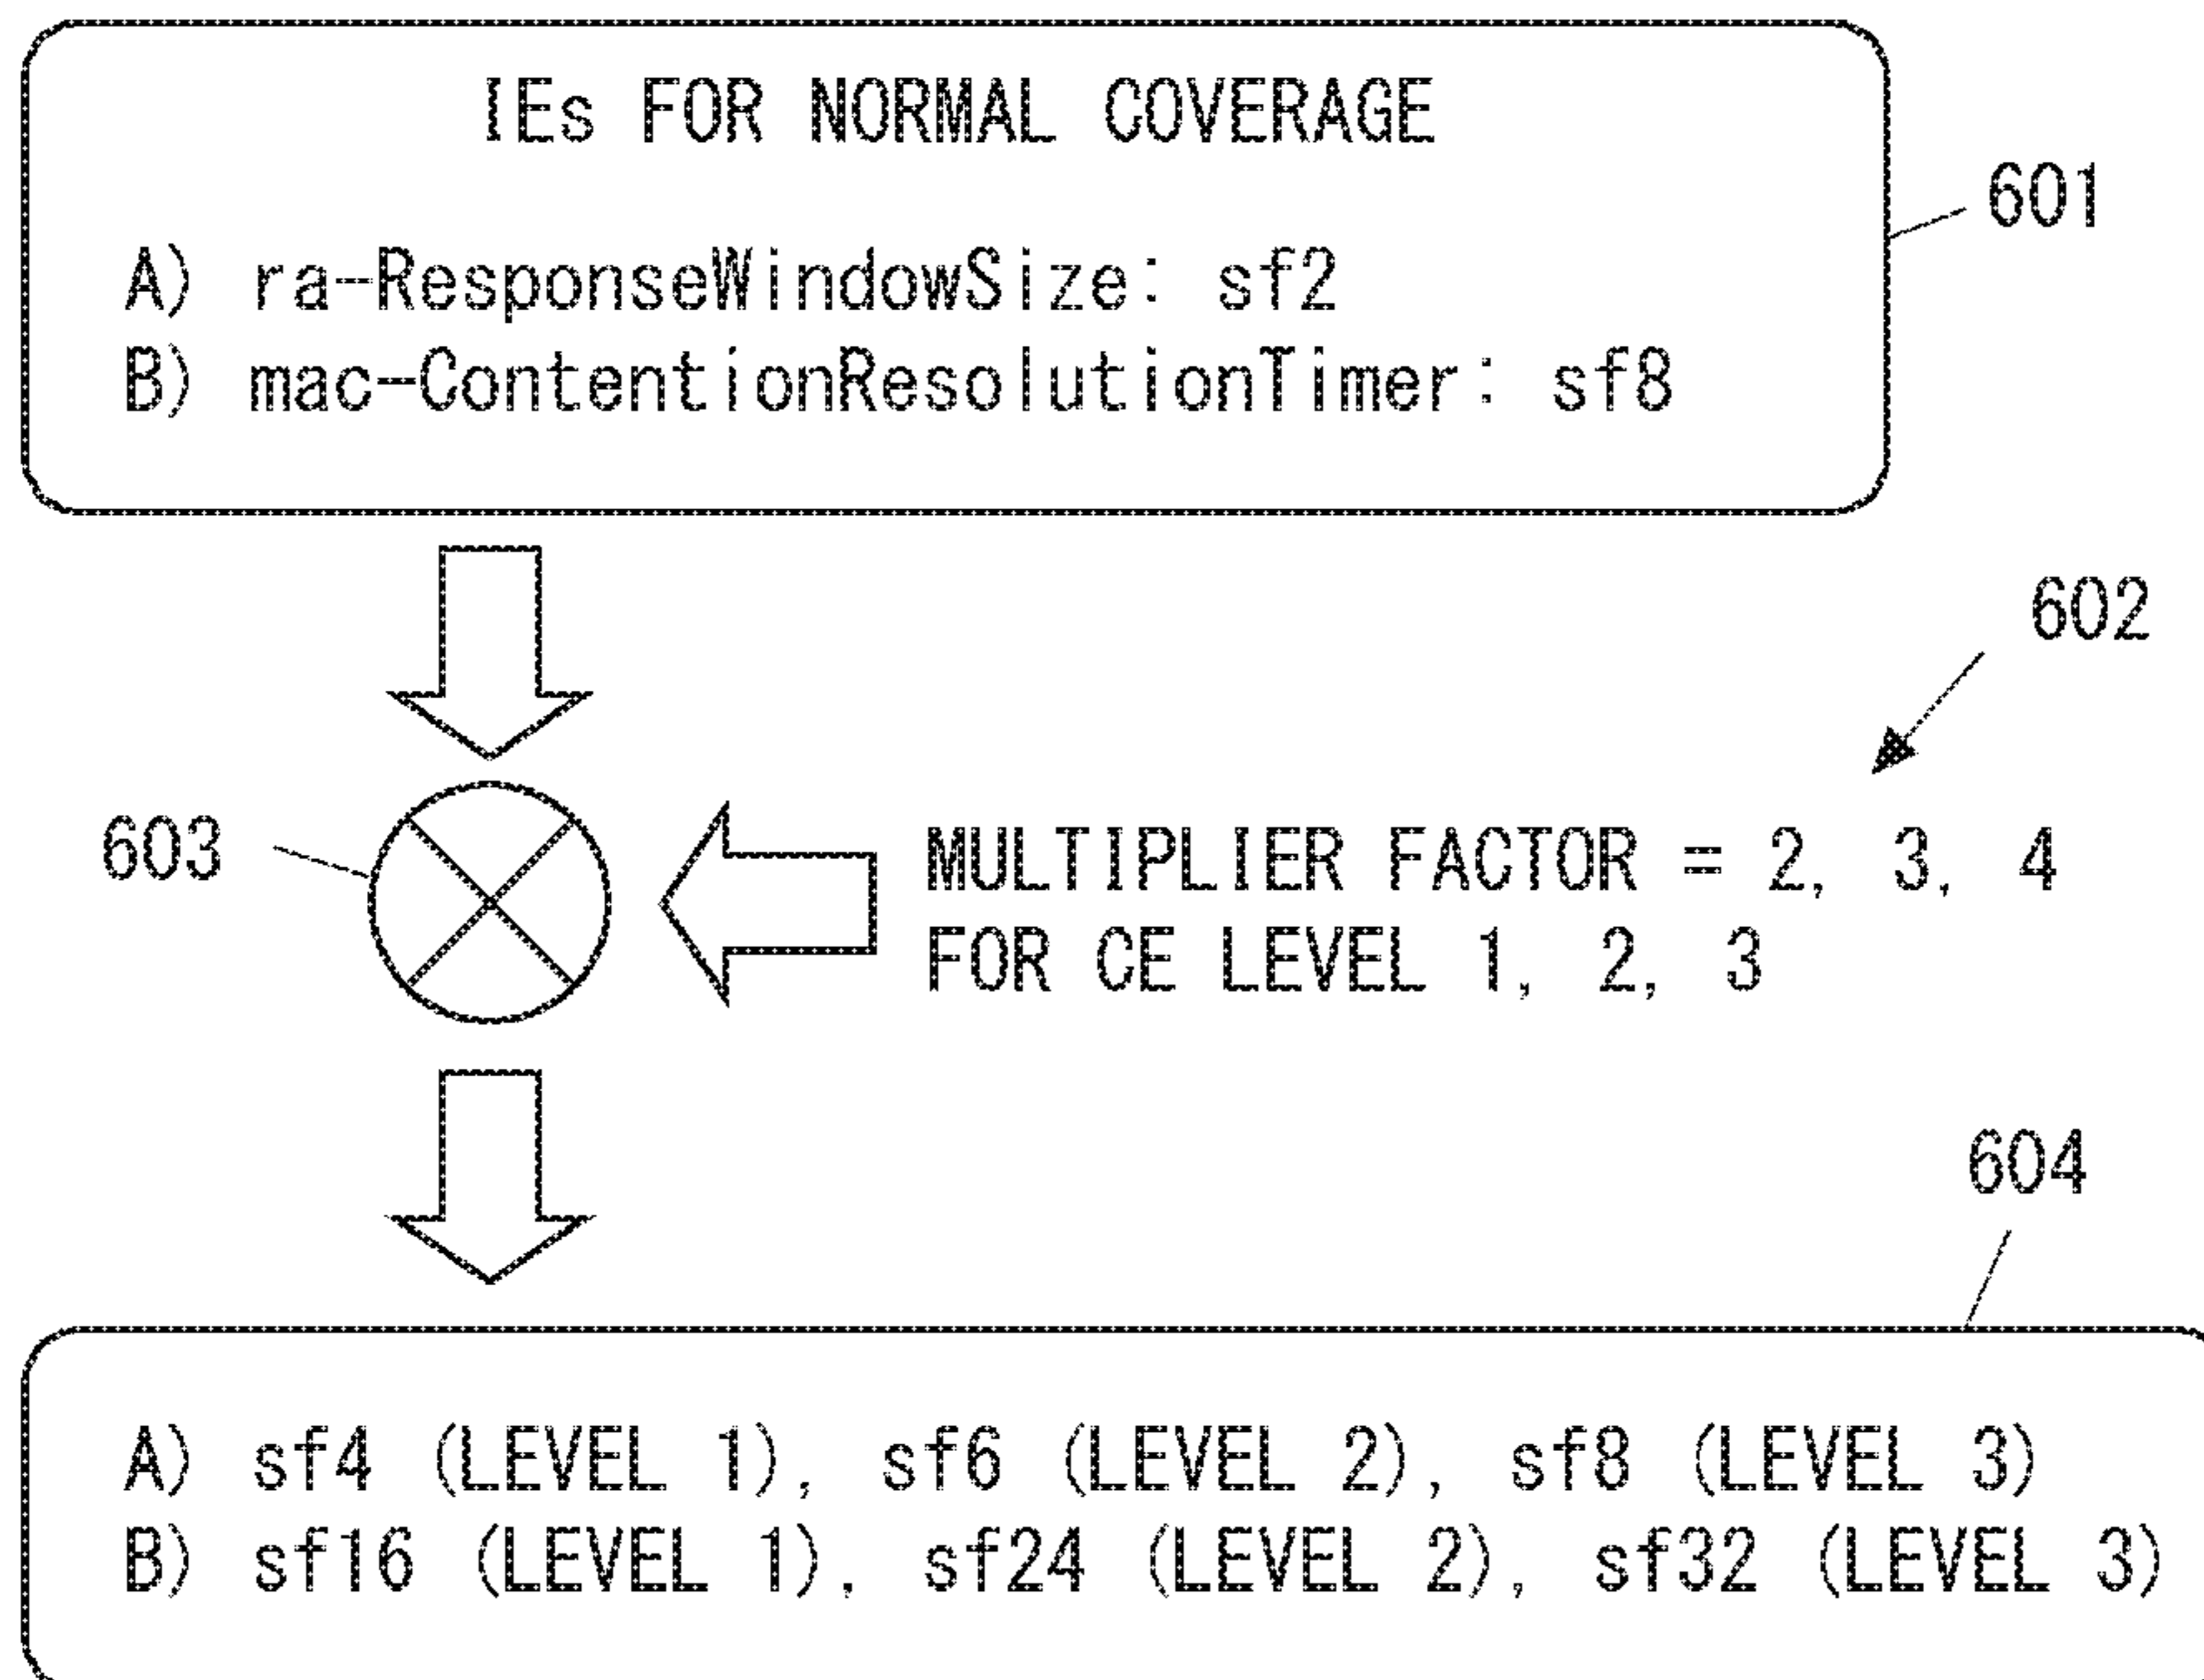 IEs FOR NORMAL COVERAGE
A) ra-ResponseWindowSize: sf2
B) mac-ContentionResolutionTimer: sf8
601
602
603
MULTIPLIER FACTOR = 2, 3, 4
FOR CE LEVEL 1, 2, 3
604
A) sf4 (LEVEL 1), sf6 (LEVEL 2), sf8 (LEVEL 3)
B) sf16 (LEVEL 1), sf24 (LEVEL 2), sf32 (LEVEL 3)